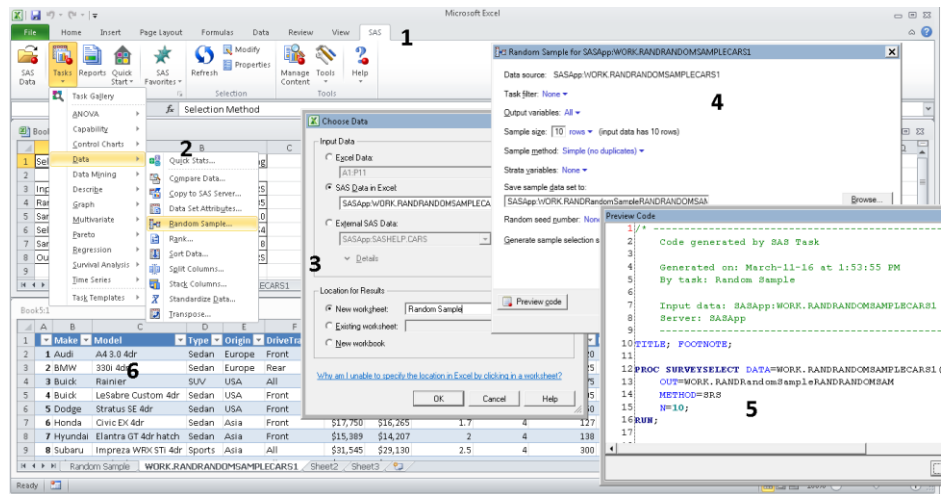 Microsoft Excel
File Home Insert Page Layout Formulas Data Review View SAS
1
SAS Data
Tasks
Reports
Quick Start
SAS Favorites
Refresh
Modify
Properties
Selection
Manage Content
Tools
Help
Tools
fx Selection Method
Task Gallery
ANOVA
Capability
Control Charts
Data
Data Mining
Describe
Graph
Multivariate
Pareto
Regression
Survival Analysis
Time Series
Task Templates
2
Quick Stats...
Compare Data...
Copy to SAS Server...
Data Set Attributes...
Random Sample...
Rank...
Sort Data...
Split Columns...
Stack Columns...
Standardize Data...
Transpose...
Choose Data
Input Data
Excel Data:
A1:P11
SAS Data in Excel:
SASApp:WORK.RANDRANDOMSAMPLECA
External SAS Data:
SASApp:SASHELP.CARS
Details
3
Location for Results
New worksheet: Random Sample
Existing worksheet:
New workbook
Why am I unable to specify the location in Excel by clicking in a worksheet?
OK Cancel Help
Random Sample for SASApp:WORK.RANDRANDOMSAMPLECARS1
Data source: SASApp:WORK.RANDRANDOMSAMPLECARS1
4
Task filter: None
Output variables: All
Sample size: 10 rows (input data has 10 rows)
Sample method: Simple (no duplicates)
Strata variables: None
Save sample data set to:
SASApp:WORK.RANDRandomSampleRANDRANDOMSAM Browse...
Random seed number: None
Generate sample selection s
Preview code
Preview Code
1 /* ---
2 Code generated by SAS Task
3
4 Generated on: March-11-16 at 1:53:55 PM
5 By task: Random Sample
6
7 Input data: SASApp:WORK.RANDRANDOMSAMPLECARS1
8 Server: SASApp
9
10 TITLE; FOOTNOTE;
11
12 PROC SURVEYSELECT DATA=WORK.RANDRANDOMSAMPLECARS1(
13 OUT=WORK.RANDRandomSampleRANDRANDOMSAM
14 METHOD=SRS
15 N=10;
16 RUN;
17
5
Book5:1
A B C D E F
1 Make Model Type Origin DriveTra
2 1 Audi A4 3.0 4dr Sedan Europe Front
3 2 BMW 330i 4dr Sedan Europe Rear
6
4 3 Buick Rainier SUV USA All
5 4 Buick LeSabre Custom 4dr Sedan USA Front
6 5 Dodge Stratus SE 4dr Sedan USA Front
7 6 Honda Civic EX 4dr Sedan Asia Front $17,750 $16,265 1.7 4 127
8 7 Hyundai Elantra GT 4dr hatch Sedan Asia Front $15,389 $14,207 2 4 138
9 8 Subaru Impreza WRX STi 4dr Sports Asia All $31,545 $29,130 2.5 4 300
Random Sample WORK.RANDRANDOMSAMPLECARS1 Sheet2 Sheet3
Ready